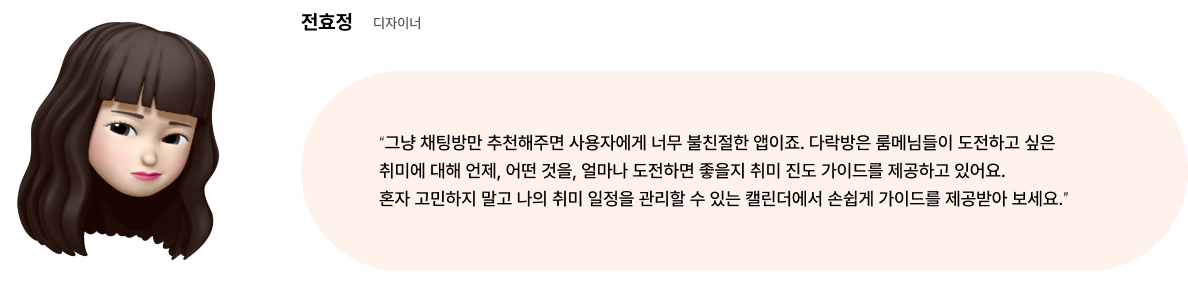 전효정 디자이너
“그냥 채팅방만 추천해주면 사용자에게 너무 불친절한 앱이죠. 다락방은 룸메님들이 도전하고 싶은
취미에 대해 언제, 어떤 것을, 얼마나 도전하면 좋을지 취미 진도 가이드를 제공하고 있어요.
혼자 고민하지 말고 나의 취미 일정을 관리할 수 있는 캘린더에서 손쉽게 가이드를 제공받아 보세요.”